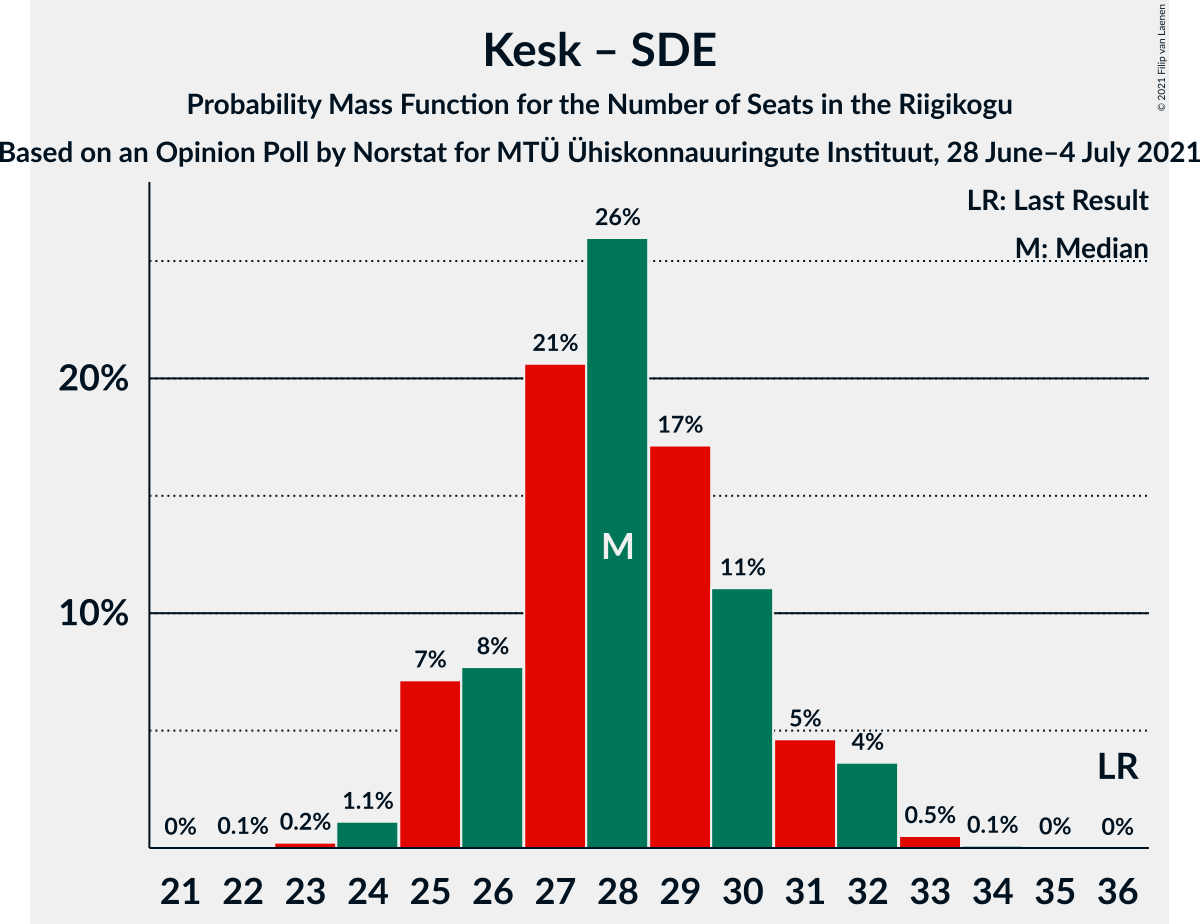 Kesk – SDE
Probability Mass Function for the Number of Seats in the Riigikogu
Based on an Opinion Poll by Norstat for MTÜ Ühiskonnauuringute Instituut, 28 June–4 July 2021
© 2021 Filip van Laenen
LR: Last Result
M: Median
26%
21%
20%
17%
M
11%
10%
8%
7%
5%
4%
LR
1.1%
0% 0.1% 0.2% 0.5% 0.1% 0% 0%
21 22 23 24 25 26 27 28 29 30 31 32 33 34 35 36